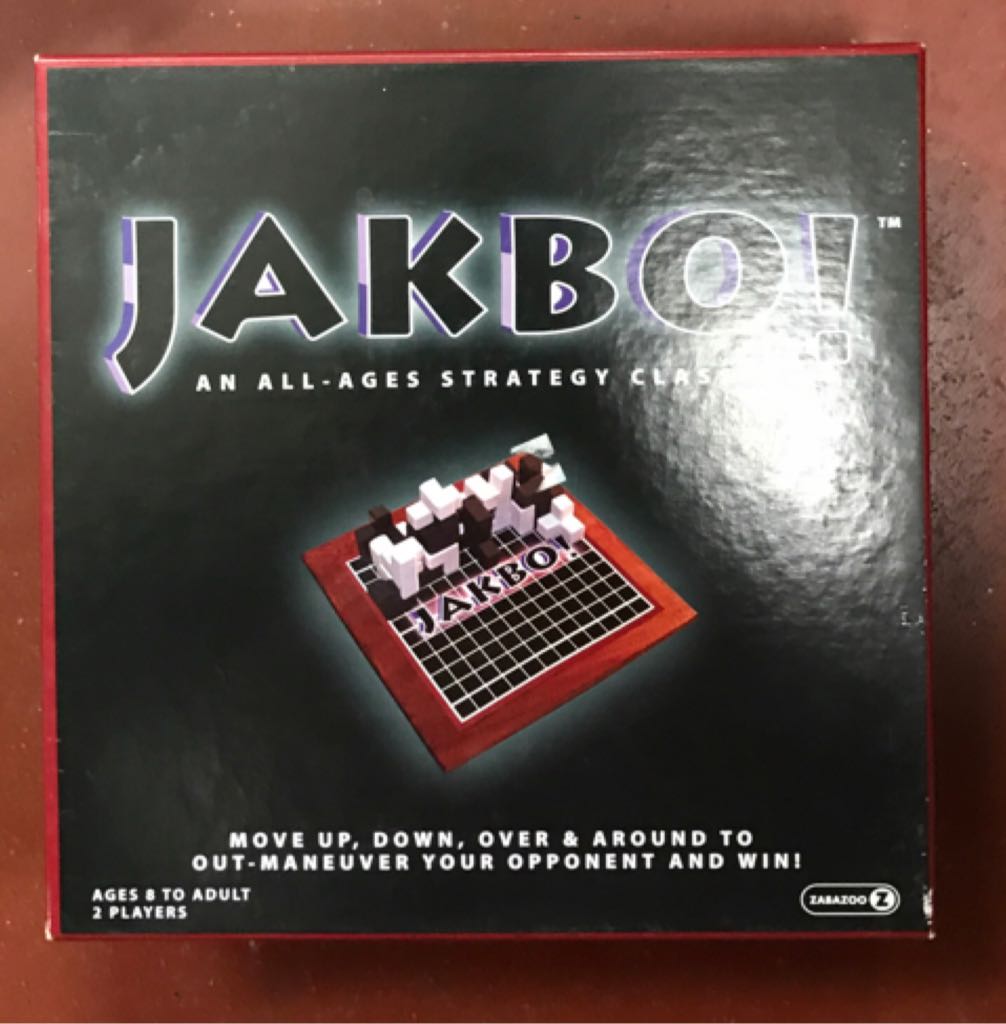 JAKBO!™
AN ALL-AGES STRATEGY CLAS
JAKBO!
MOVE UP, DOWN, OVER & AROUND TO
OUT-MANEUVER YOUR OPPONENT AND WIN!
AGES 8 TO ADULT
2 PLAYERS
ZABAZOO Z